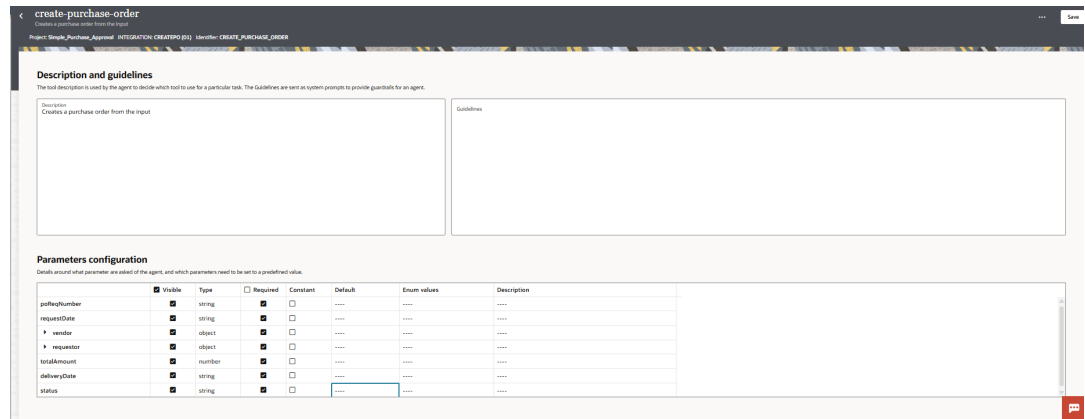 create-purchase-order
Creates a purchase order from the input
Save
Project: Simple_Purchase_Approval INTEGRATION: CREATEPO (01) Identifier: CREATE_PURCHASE_ORDER
Description and guidelines
The tool description is used by the agent to decide which tool to use for a particular task. The Guidelines are sent as system prompts to provide guardrails for an agent.
Description
Creates a purchase order from the input
Guidelines
Parameters configuration
Details around what parameter are asked of the agent, and which parameters need to be set to a predefined value.
Visible Type Required Constant Default Enum values Description
poReqNumber string ---- ---- ----
requestDate string ---- ---- ----
vendor object ---- ---- ----
requestor object ---- ---- ----
totalAmount number ---- ---- ----
deliveryDate string ---- ---- ----
status string ---- ---- ----